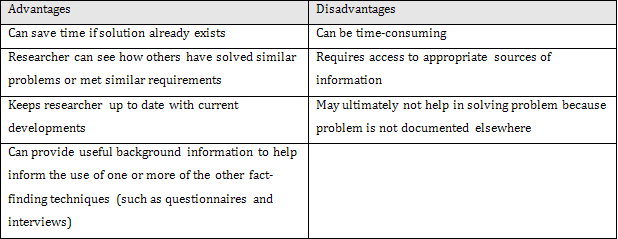 Advantages
Disadvantages
Can save time if solution already exists
Can be time-consuming
Researcher can see how others have solved similar
problems or met similar requirements
Requires access to appropriate sources of
information
Keeps researcher up to date with current
developments
May ultimately not help in solving problem because
problem is not documented elsewhere
Can provide useful background information to help
inform the use of one or more of the other fact-
finding techniques (such as questionnaires and
interviews)